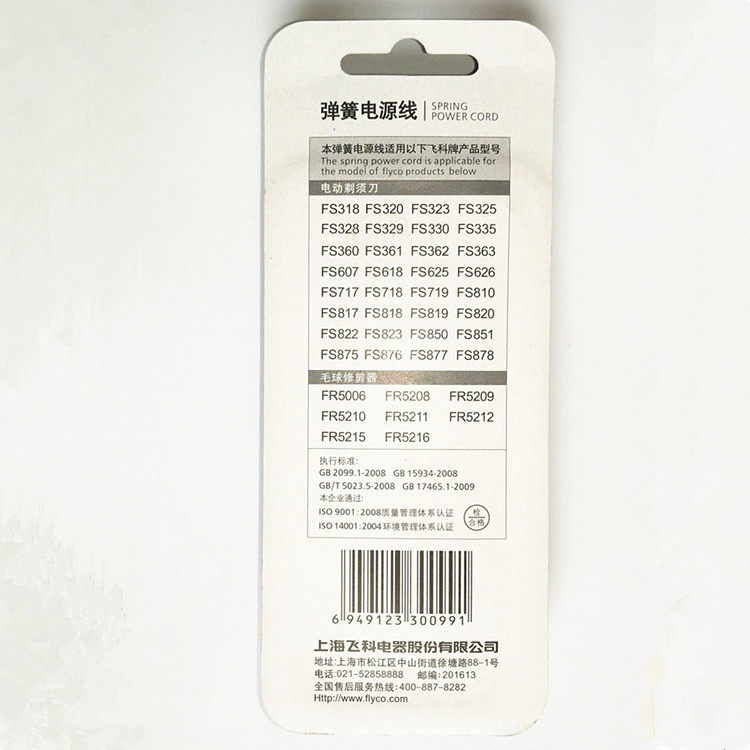 弹簧电源线 SPRING POWER CORD
本弹簧电源线适用以下飞科牌产品型号
The spring power cord is applicable for
the model of flyco products below
电动剃须刀
FS318 FS320 FS323 FS325
FS328 FS329 FS330 FS335
FS360 FS361 FS362 FS363
FS607 FS618 FS625 FS626
FS717 FS718 FS719 FS810
FS817 FS818 FS819 FS820
FS822 FS823 FS850 FS851
FS875 FS876 FS877 FS878
毛球修剪器
FR5006 FR5208 FR5209
FR5210 FR5211 FR5212
FR5215 FR5216
执行标准:
GB 2099.1-2008 GB 15934-2008
GB/T 5023.5-2008 GB 17465.1-2009
本企业通过:
ISO 9001:2008质量管理体系认证
ISO 14001:2004环境管理体系认证
检
合格
6 949123 300991
上海飞科电器股份有限公司
地址:上海市松江区中山街道徐塘路88-1号
电话:021-52858888 邮编:201613
全国售后服务热线:400-887-8282
Http://www.flyco.com